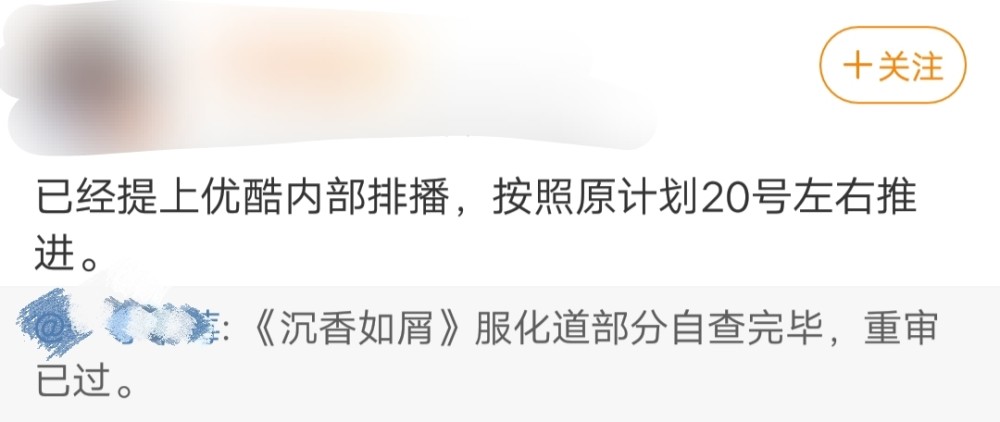 +关注
已经提上优酷内部排播，按照原计划20号左右推
进。
@
：《沉香如屑》服化道部分自查完毕，重审
已过。